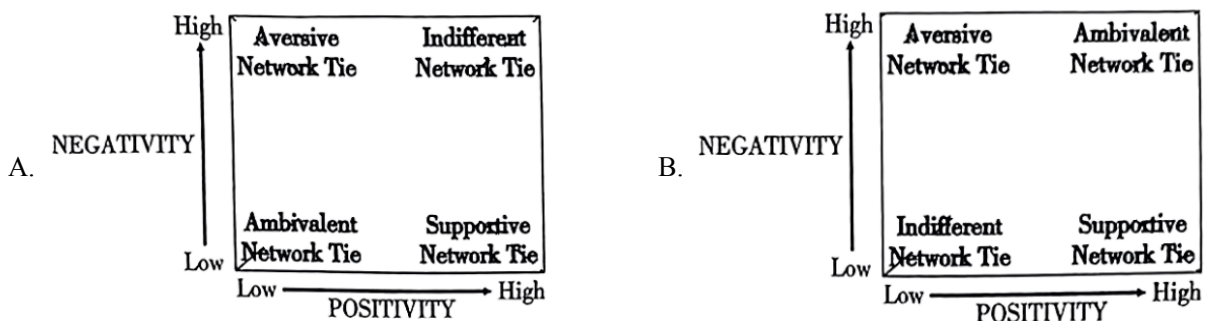 High
Aversive
Network Tie
Indifferent
Network Tie
NEGATIVITY
A.
Ambivalent
Network Tie
Supportive
Network Tie
Low
Low
High
POSITIVITY
High
Aversive
Network Tie
Ambivalent
Network Tie
NEGATIVITY
B.
Indifferent
Network Tie
Supportive
Network Tie
Low
Low
High
POSITIVITY